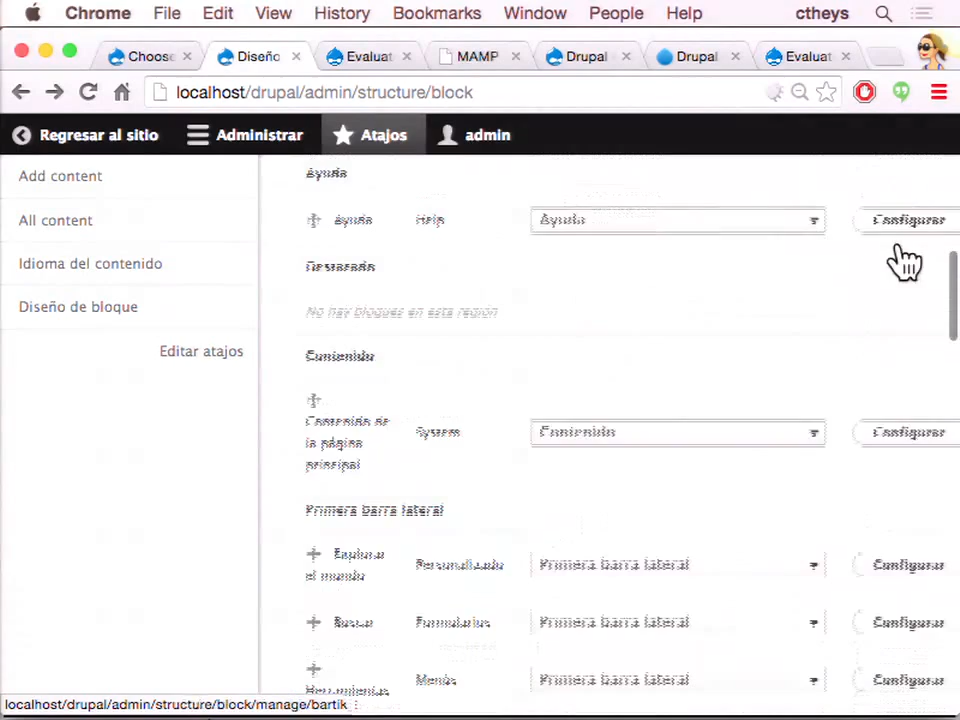 Chrome File Edit View History Bookmarks Window People Help ctheys
Choose Diseño Evaluat MAMP Drupal Drupal Evaluat
localhost/drupal/admin/structure/block
Regresar al sitio Administrar Atajos admin
Add content
All content
Idioma del contenido
Diseño de bloque
Editar atajos
Ayuda
Ayuda Help Ayuda Configurar
Destacado
No hay bloques en esta región
Contenido
Contenido de
la página
principal
System Contenido Configurar
Primera barra lateral
Explorar
el mundo
Personalizado Primera barra lateral Configurar
Buscar Formularios Primera barra lateral Configurar
Herramientas
Menús Primera barra lateral Configurar
localhost/drupal/admin/structure/block/manage/bartik